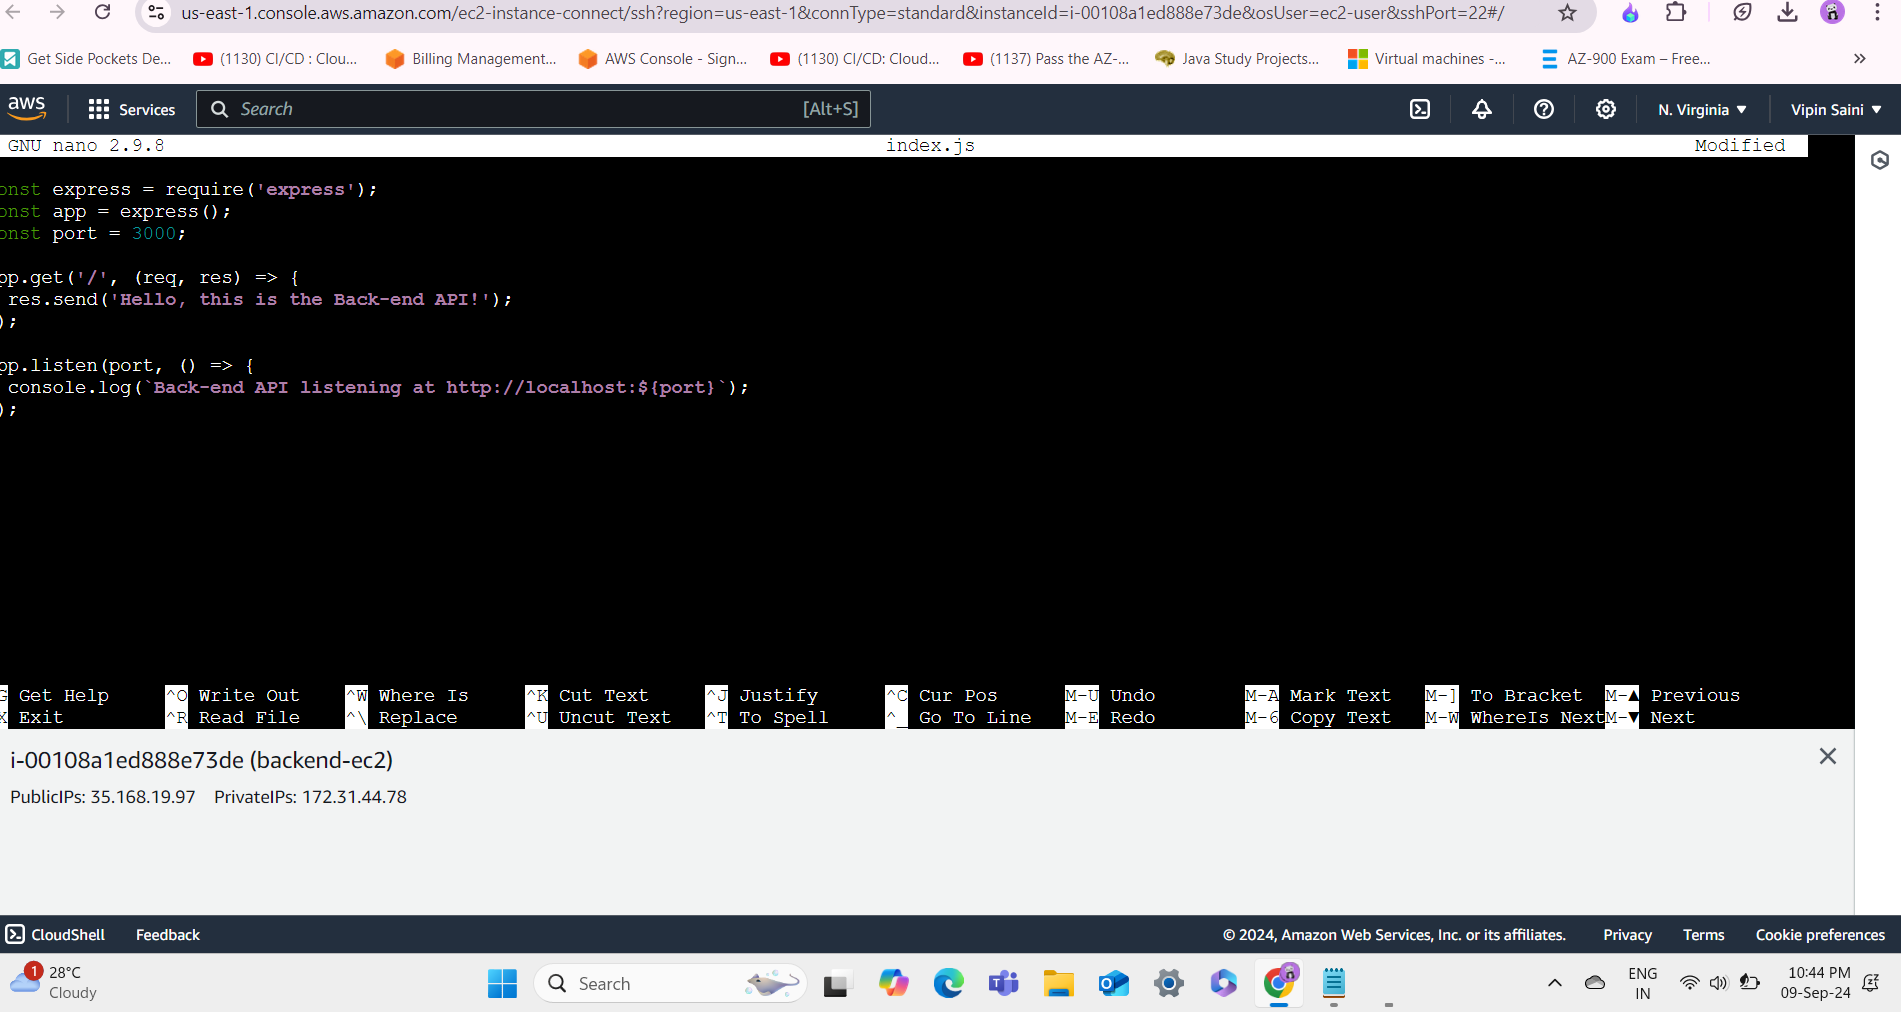 us-east-1.console.aws.amazon.com/ec2-instance-connect/ssh?region=us-east-1&connType=standard&instanceId=i-00108a1ed888e73de&osUser=ec2-user&sshPort=22#/
Get Side Pockets De... (1130) CI/CD : Clou... Billing Management... AWS Console - Sign... (1130) CI/CD: Cloud... (1137) Pass the AZ-... Java Study Projects... Virtual machines -... AZ-900 Exam – Free... »
aws Services Search [Alt+S] N. Virginia ▼ Vipin Saini ▼
GNU nano 2.9.8 index.js Modified
onst express = require('express');
onst app = express();
onst port = 3000;
pp.get('/', (req, res) => {
res.send('Hello, this is the Back-end API!');
);
pp.listen(port, () => {
console.log(`Back-end API listening at http://localhost:${port}`);
);
G Get Help ^O Write Out ^W Where Is ^K Cut Text ^J Justify ^C Cur Pos M-U Undo M-A Mark Text M-] To Bracket M-▲ Previous
X Exit ^R Read File ^\ Replace ^U Uncut Text ^T To Spell ^_ Go To Line M-E Redo M-6 Copy Text M-W WhereIs Next M-▼ Next
i-00108a1ed888e73de (backend-ec2)
PublicIPs: 35.168.19.97 PrivateIPs: 172.31.44.78
CloudShell Feedback © 2024, Amazon Web Services, Inc. or its affiliates. Privacy Terms Cookie preferences
1 28°C Search ENG 10:44 PM
Cloudy IN 09-Sep-24